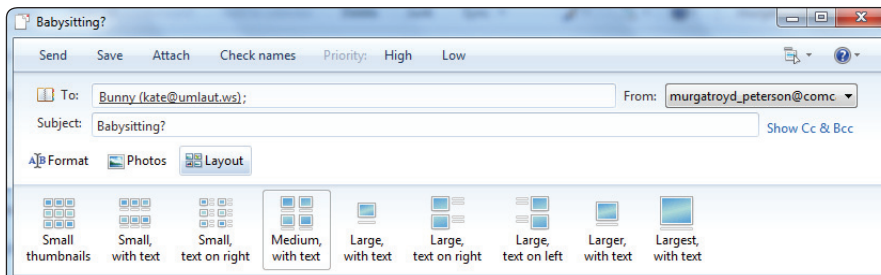 Babysitting?
Send Save Attach Check names Priority: High Low
To: Bunny (kate@umlaut.ws); From: murgatroyd_peterson@comc
Subject: Babysitting?
Show Cc & Bcc
Format Photos Layout
Small Small, Small, Medium, Large, Large, Large, Larger, Largest,
thumbnails with text text on right with text with text text on right text on left with text with text